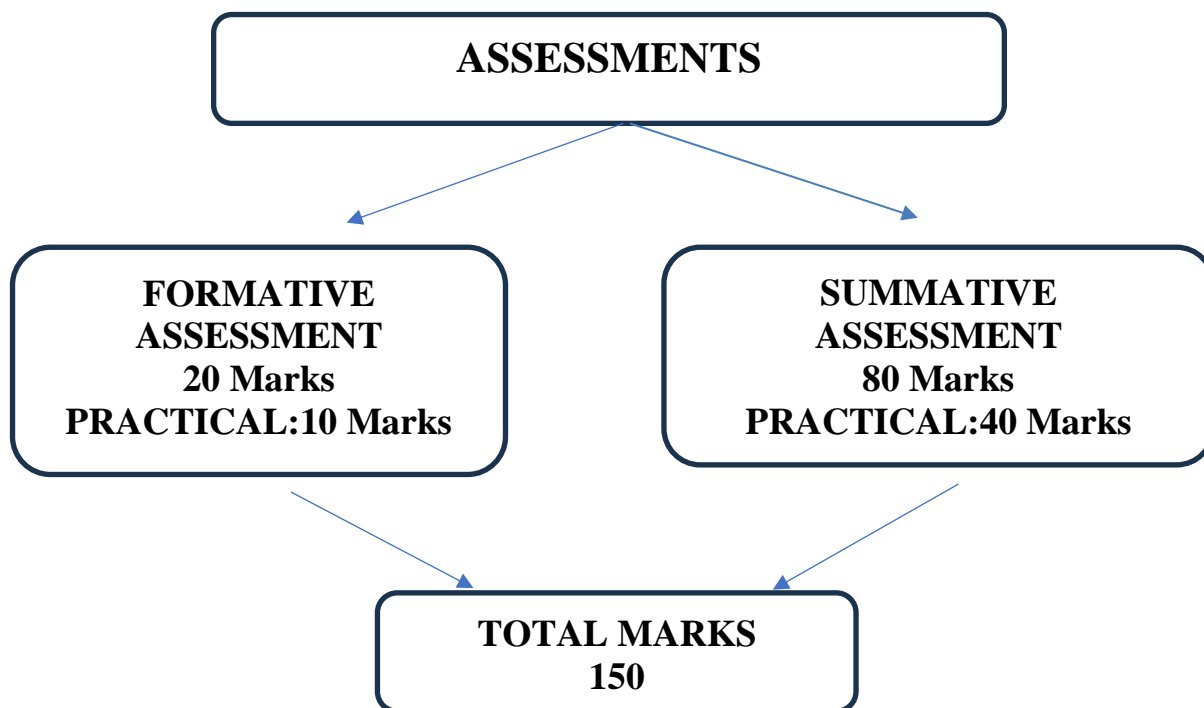 ASSESSMENTS
FORMATIVE
ASSESSMENT
20 Marks
PRACTICAL:10 Marks
SUMMATIVE
ASSESSMENT
80 Marks
PRACTICAL:40 Marks
TOTAL MARKS
150